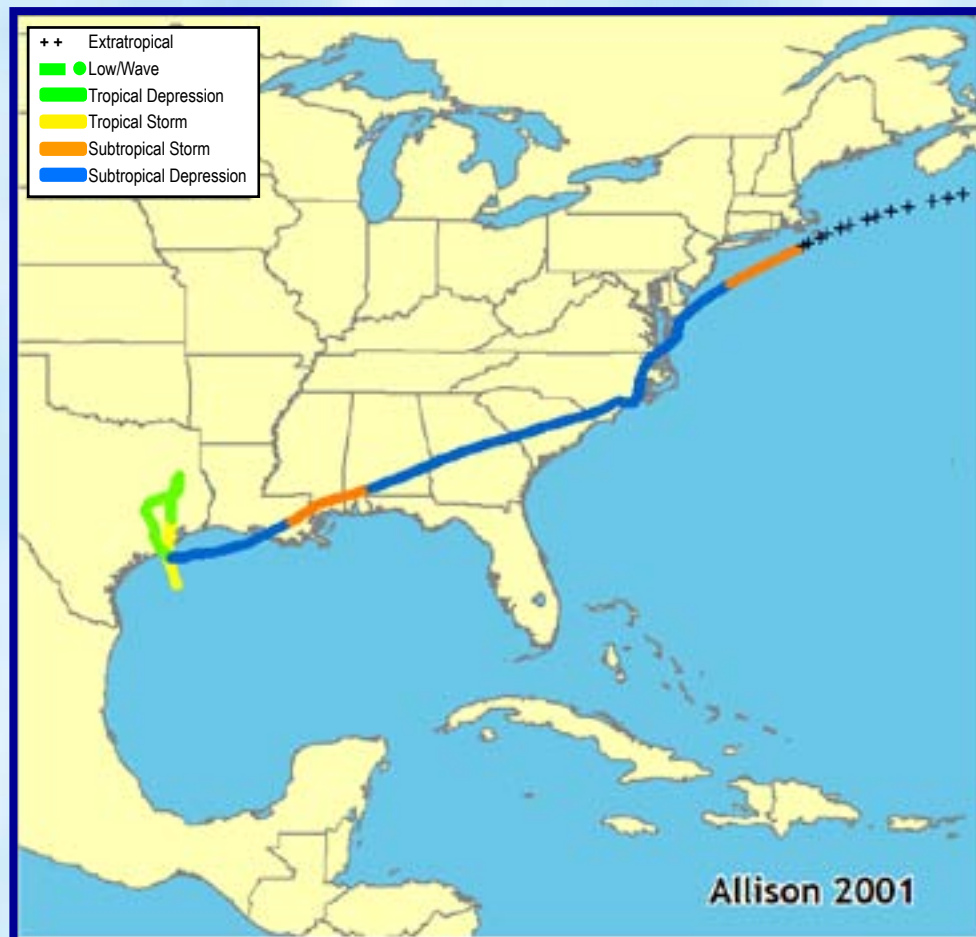 ++ Extratropical
Low/Wave
Tropical Depression
Tropical Storm
Subtropical Storm
Subtropical Depression
Allison 2001